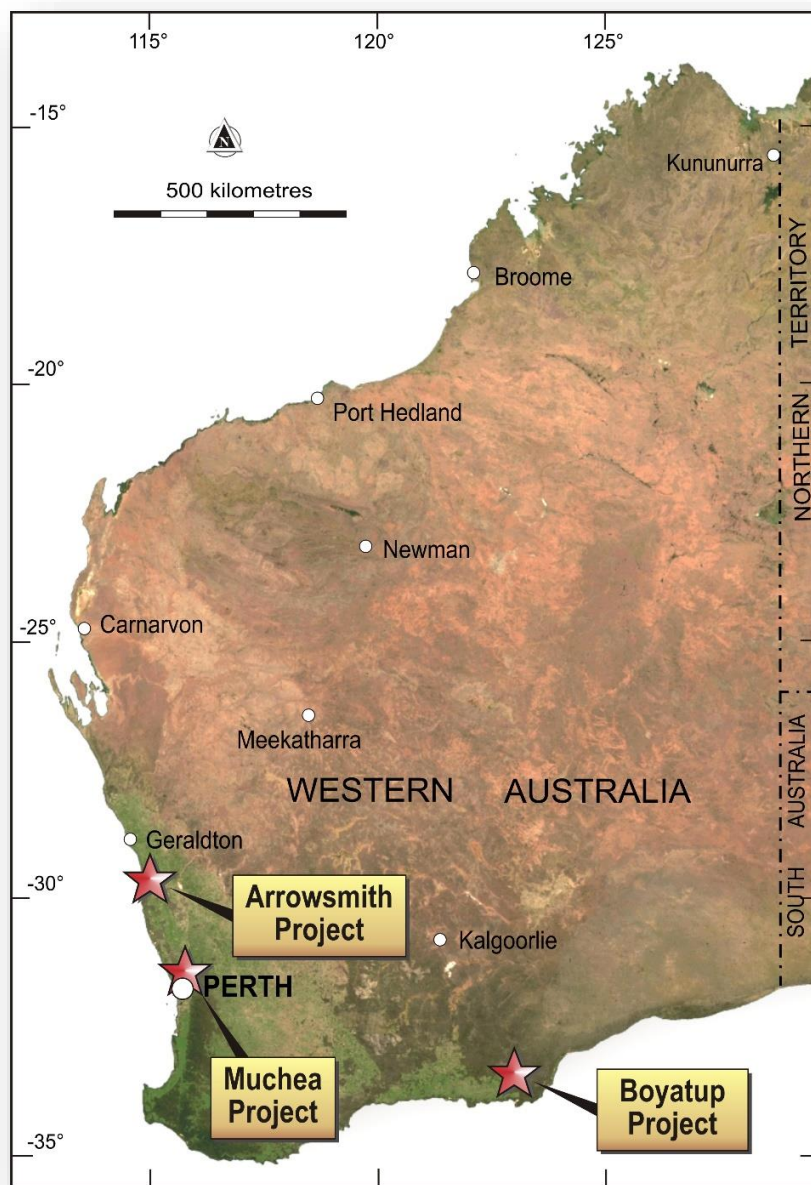 115°
120°
125°
-15°
N
500 kilometres
Kununurra
Broome
NORTHERN TERRITORY
-20°
Port Hedland
Newman
-25°
Carnarvon
Meekatharra
WESTERN AUSTRALIA
SOUTH AUSTRALIA
Geraldton
-30°
Arrowsmith
Project
Kalgoorlie
PERTH
Muchea
Project
Boyatup
Project
-35°